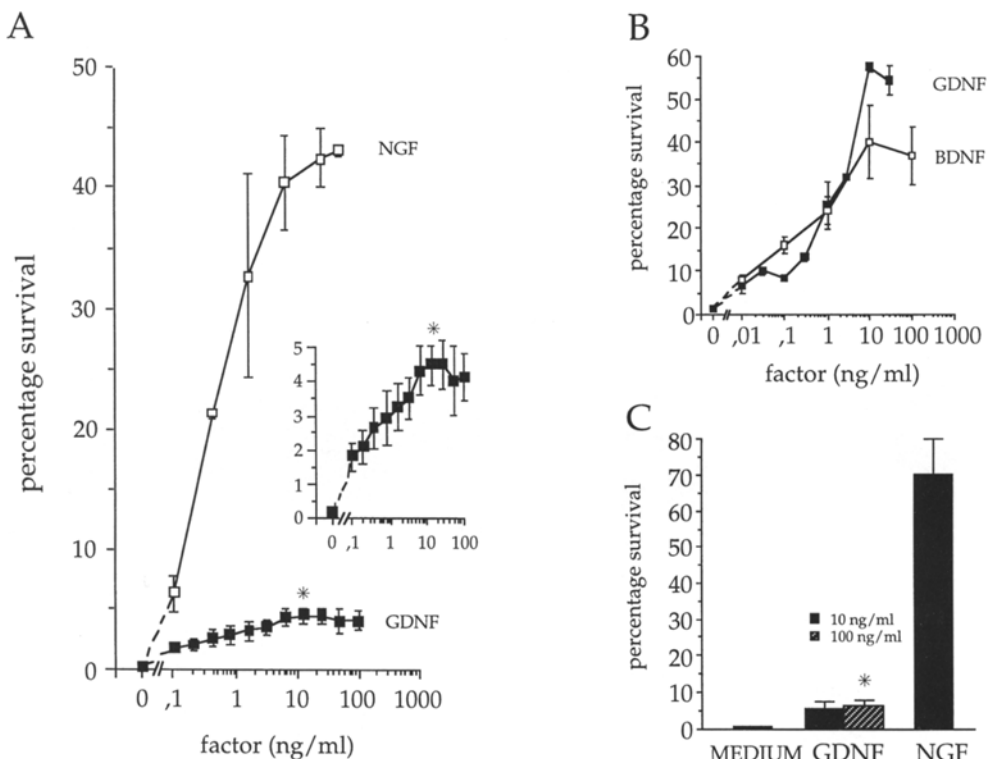 A
percentage survival
50
40
30
20
10
0
NGF
*
5
4
3
2
1
0
0 ,1 1 10 100
*
GDNF
0 ,1 1 10 100 1000
factor (ng/ml)
B
percentage survival
60
50
40
30
20
10
0
GDNF
BDNF
0 ,01 ,1 1 10 100 1000
factor (ng/ml)
C
percentage survival
80
70
60
50
40
30
20
10
0
10 ng/ml
100 ng/ml
*
MEDIUM GDNF NGF